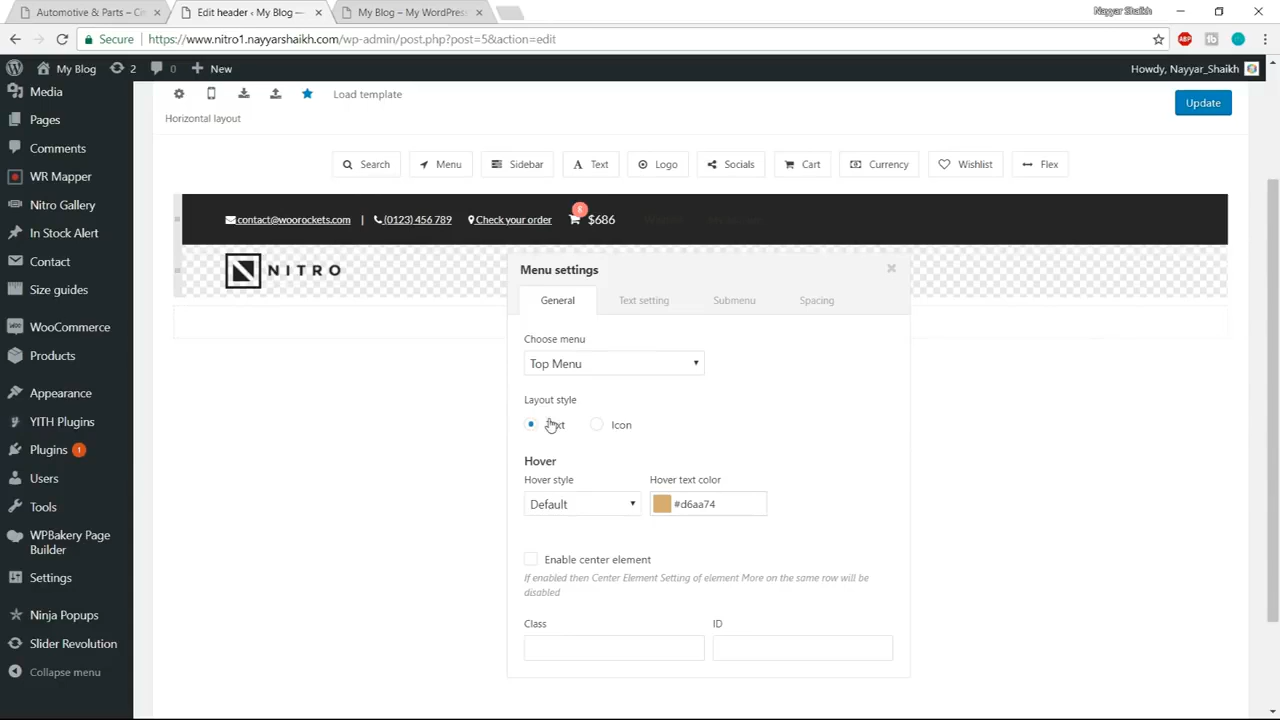 Automotive & Parts – Ci
Edit header ‹ My Blog —
My Blog – My WordPress
Nayyar Shaikh
Secure
https://www.nitro1.nayyarshaikh.com/wp-admin/post.php?post=5&action=edit
My Blog
2
0
New
Howdy, Nayyar_Shaikh
Media
Pages
Comments
WR Mapper
Nitro Gallery
In Stock Alert
Contact
Size guides
WooCommerce
Products
Appearance
YITH Plugins
Plugins 1
Users
Tools
WPBakery Page
Builder
Settings
Ninja Popups
Slider Revolution
Collapse menu
Load template
Update
Horizontal layout
Search
Menu
Sidebar
Text
Logo
Socials
Cart
Currency
Wishlist
Flex
contact@woorockets.com | (0123) 456 789 Check your order $686
NITRO
Menu settings
General
Text setting
Submenu
Spacing
Choose menu
Top Menu
Layout style
Icon
Hover
Hover style
Hover text color
Default
#d6aa74
Enable center element
If enabled then Center Element Setting of element More on the same row will be
disabled
Class
ID